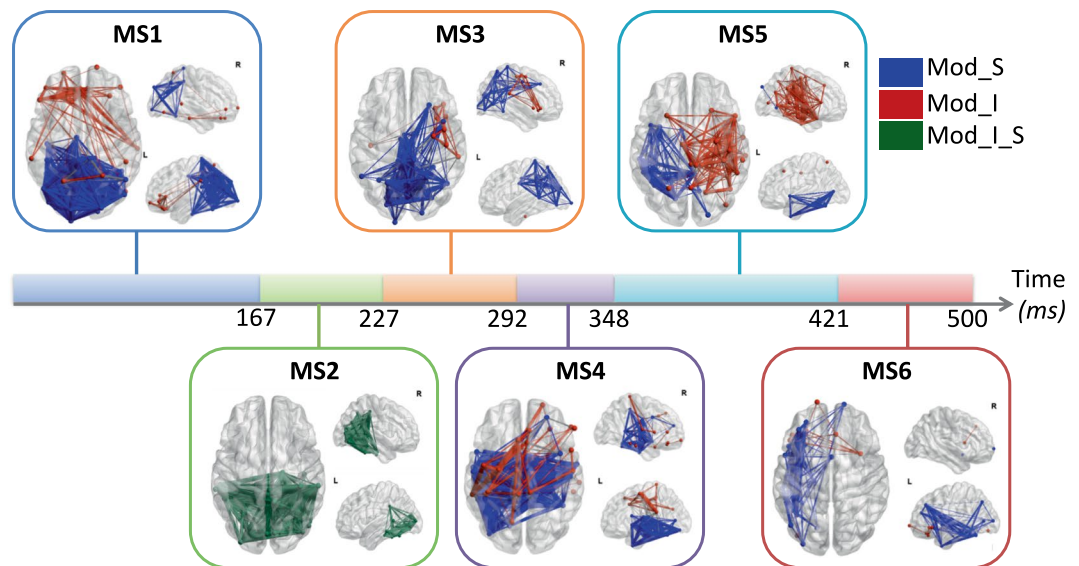 MS1
R
L
MS3
R
L
MS5
R
L
Mod_S
Mod_I
Mod_I_S
Time
(ms)
167
227
292
348
421
500
MS2
R
L
MS4
R
L
MS6
R
L